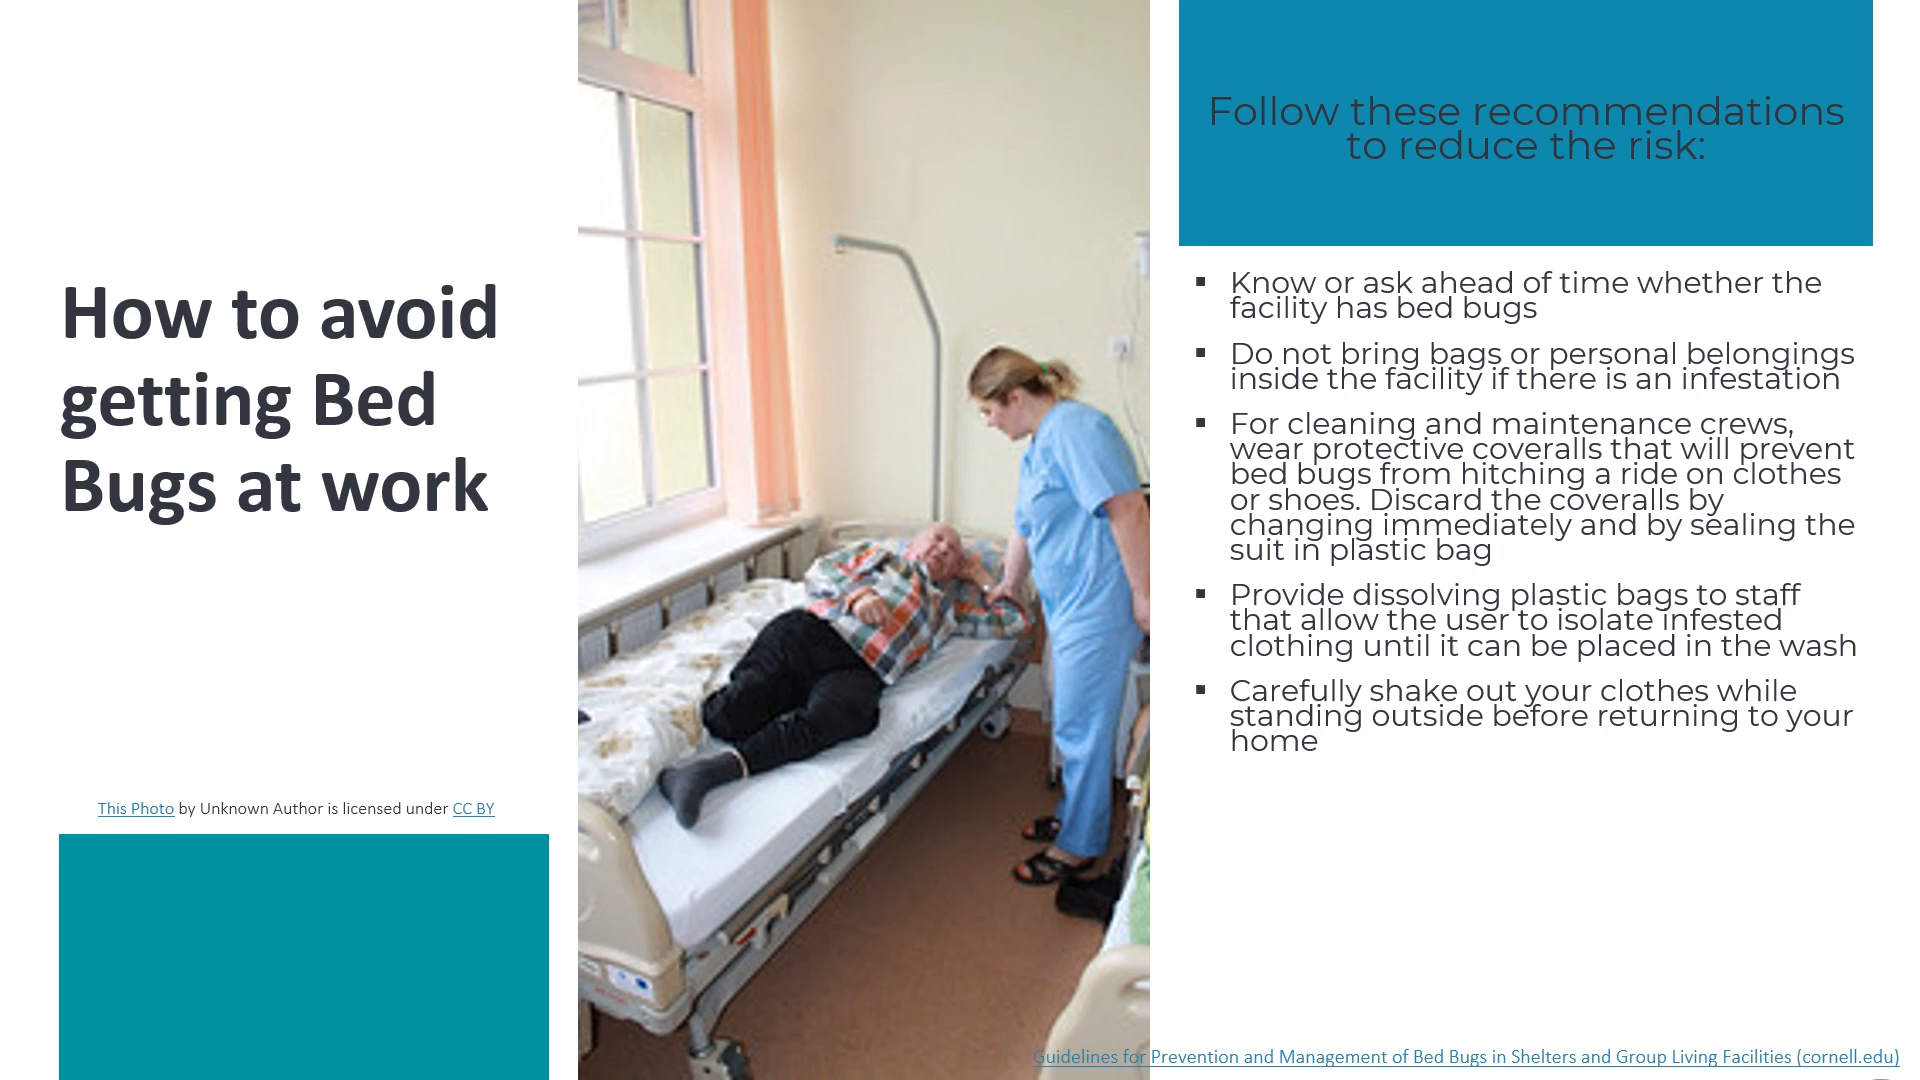 How to avoid
getting Bed
Bugs at work
This Photo by Unknown Author is licensed under CC BY
Follow these recommendations
to reduce the risk:
▪ Know or ask ahead of time whether the
facility has bed bugs
▪ Do not bring bags or personal belongings
inside the facility if there is an infestation
▪ For cleaning and maintenance crews,
wear protective coveralls that will prevent
bed bugs from hitching a ride on clothes
or shoes. Discard the coveralls by
changing immediately and by sealing the
suit in plastic bag
▪ Provide dissolving plastic bags to staff
that allow the user to isolate infested
clothing until it can be placed in the wash
▪ Carefully shake out your clothes while
standing outside before returning to your
home
Guidelines for Prevention and Management of Bed Bugs in Shelters and Group Living Facilities (cornell.edu)